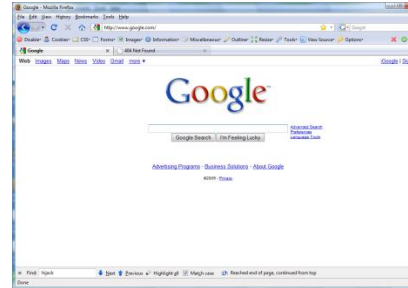 Google - Mozilla Firefox
File Edit View History Bookmarks Tools Help
http://www.google.com/
Google
Disable Cookies CSS Forms Images Information Miscellaneous Outline Resize Tools View Source Options
Google
404 Not Found
Web Images Maps News Video Gmail more ▼
iGoogle |
Google
Advanced Search
Preferences
Language Tools
Google Search I'm Feeling Lucky
Advertising Programs - Business Solutions - About Google
©2009 - Privacy
Find: hijack Next Previous Highlight all Match case Reached end of page, continued from top
Done